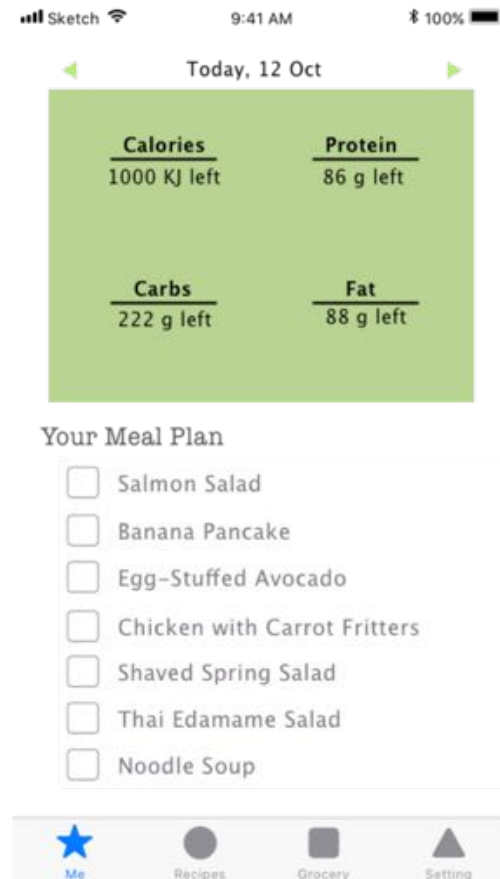 Sketch 9:41 AM 100%
Today, 12 Oct
Calories Protein
1000 KJ left 86 g left
Carbs Fat
222 g left 88 g left
Your Meal Plan
Salmon Salad
Banana Pancake
Egg-Stuffed Avocado
Chicken with Carrot Fritters
Shaved Spring Salad
Thai Edamame Salad
Noodle Soup
Me Recipes Grocery Setting